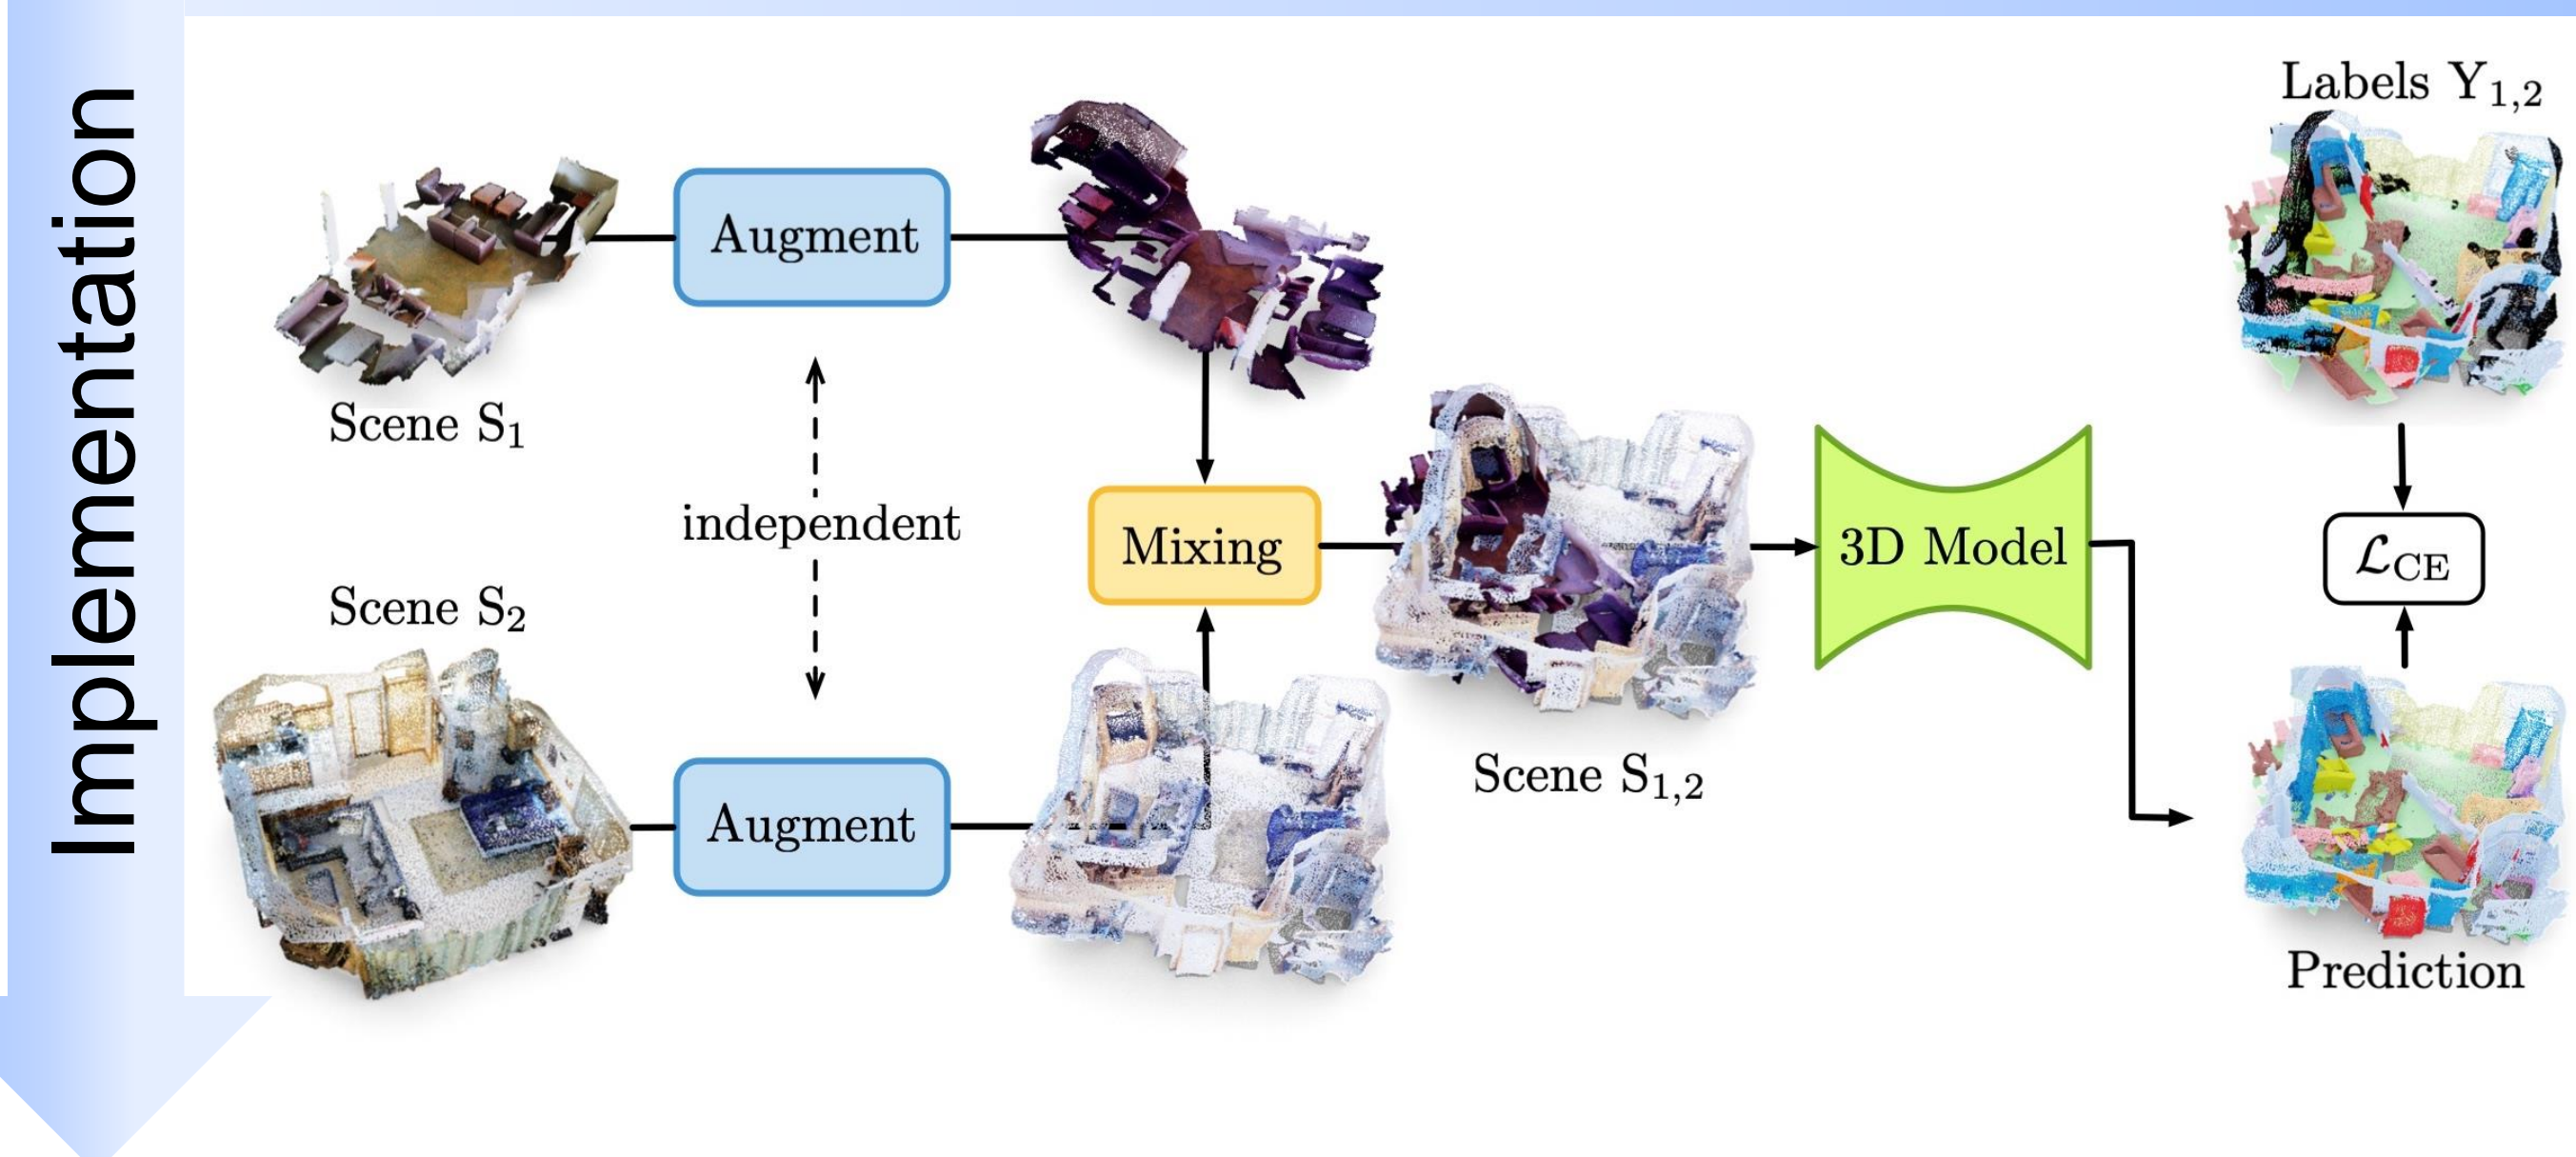 Implementation
Scene S₁
Augment
independent
Scene S₂
Augment
Mixing
Scene S₁,₂
3D Model
Labels Y₁,₂
ℒCE
Prediction